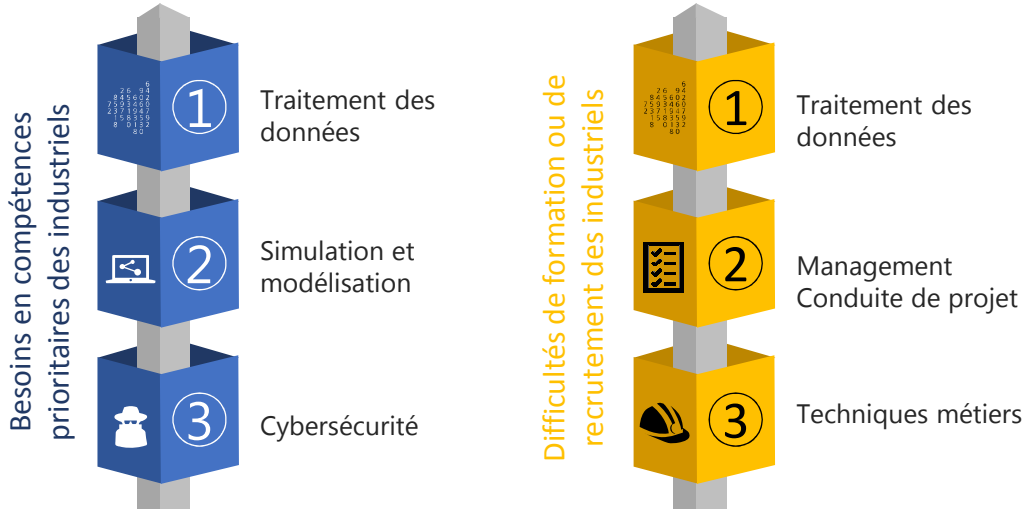 Besoins en compétences
prioritaires des industriels
1
Traitement des
données
2
Simulation et
modélisation
3
Cybersécurité
Difficultés de formation ou de
recrutement des industriels
1
Traitement des
données
2
Management
Conduite de projet
3
Techniques métiers